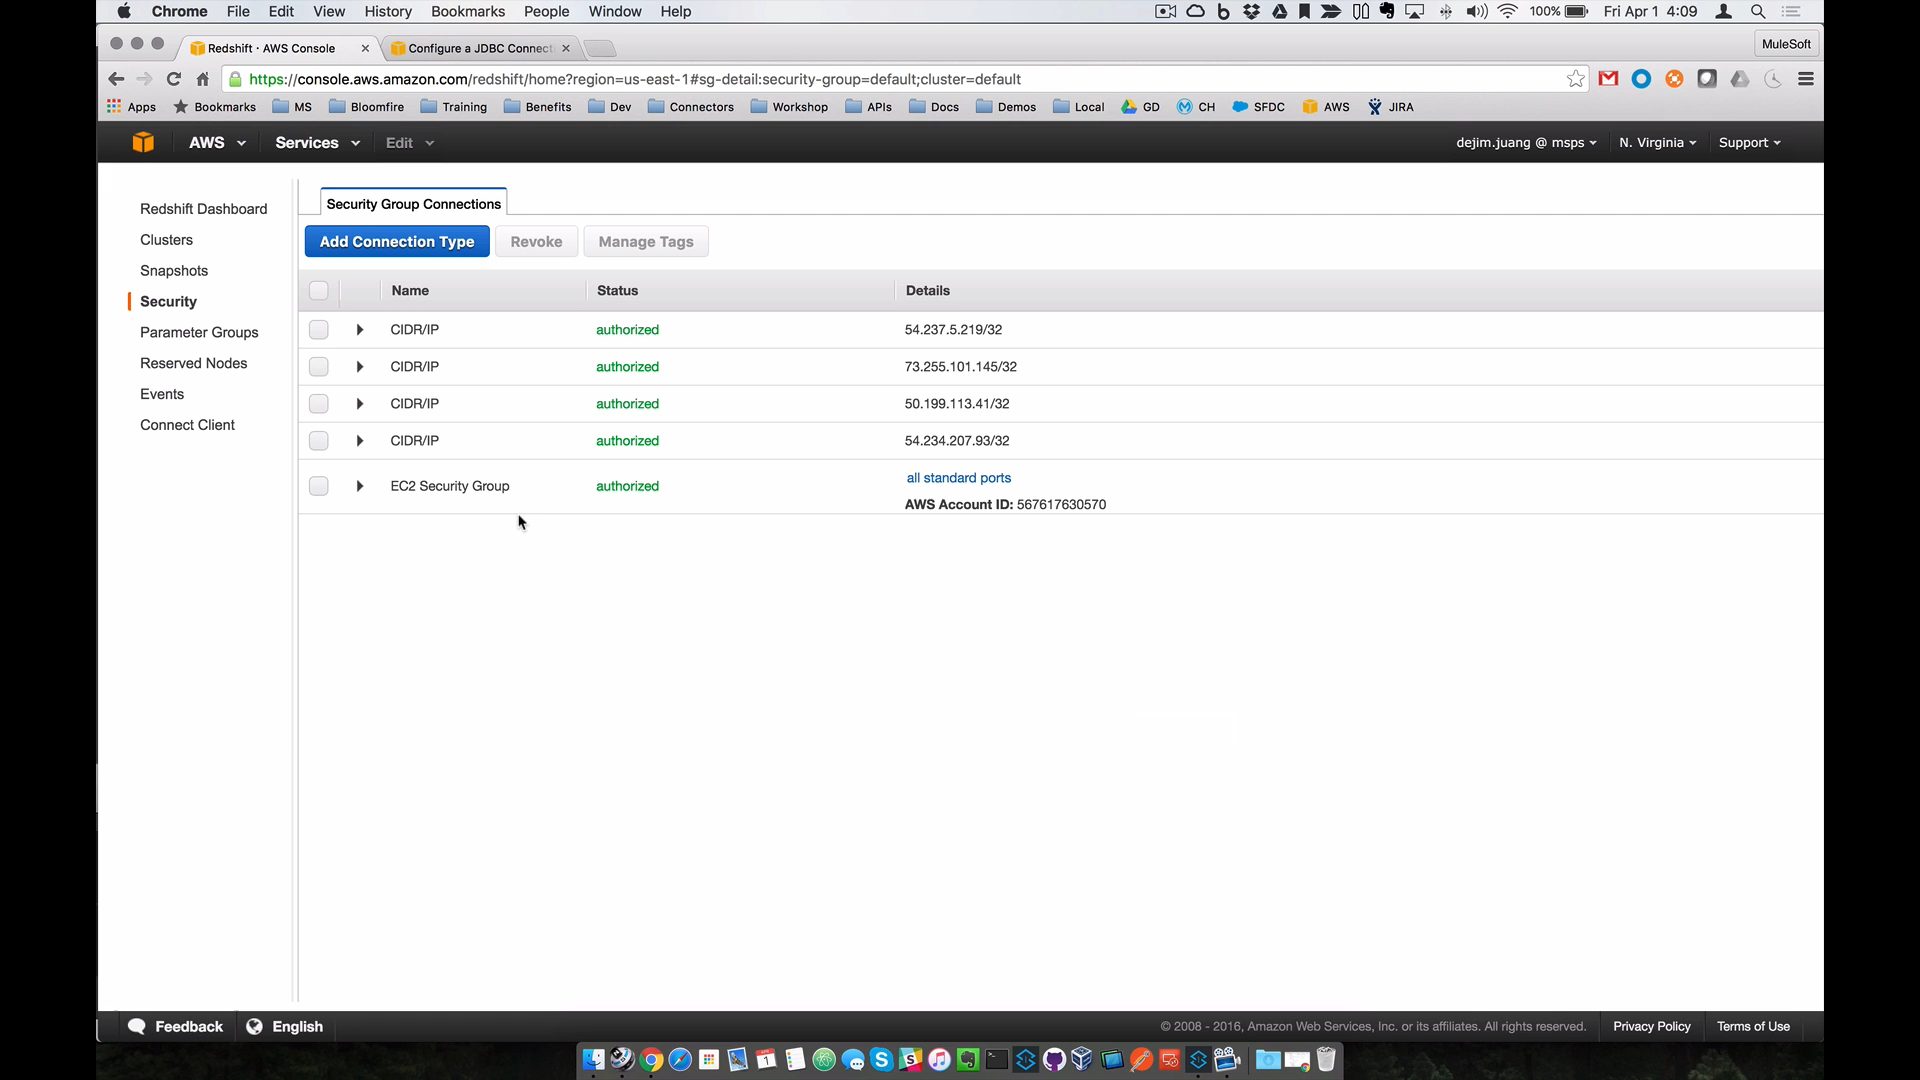 Chrome File Edit View History Bookmarks People Window Help 100% Fri Apr 1 4:09
Redshift · AWS Console Configure a JDBC Connect MuleSoft
https://console.aws.amazon.com/redshift/home?region=us-east-1#sg-detail:security-group=default;cluster=default
Apps Bookmarks MS Bloomfire Training Benefits Dev Connectors Workshop APIs Docs Demos Local GD CH SFDC AWS JIRA
AWS Services Edit dejim.juang @ msps N. Virginia Support
Redshift Dashboard
Clusters
Snapshots
Security
Parameter Groups
Reserved Nodes
Events
Connect Client
Security Group Connections
Add Connection Type Revoke Manage Tags
Name Status Details
CIDR/IP authorized 54.237.5.219/32
CIDR/IP authorized 73.255.101.145/32
CIDR/IP authorized 50.199.113.41/32
CIDR/IP authorized 54.234.207.93/32
EC2 Security Group authorized all standard ports
AWS Account ID: 567617630570
Feedback English © 2008 - 2016, Amazon Web Services, Inc. or its affiliates. All rights reserved. Privacy Policy Terms of Use